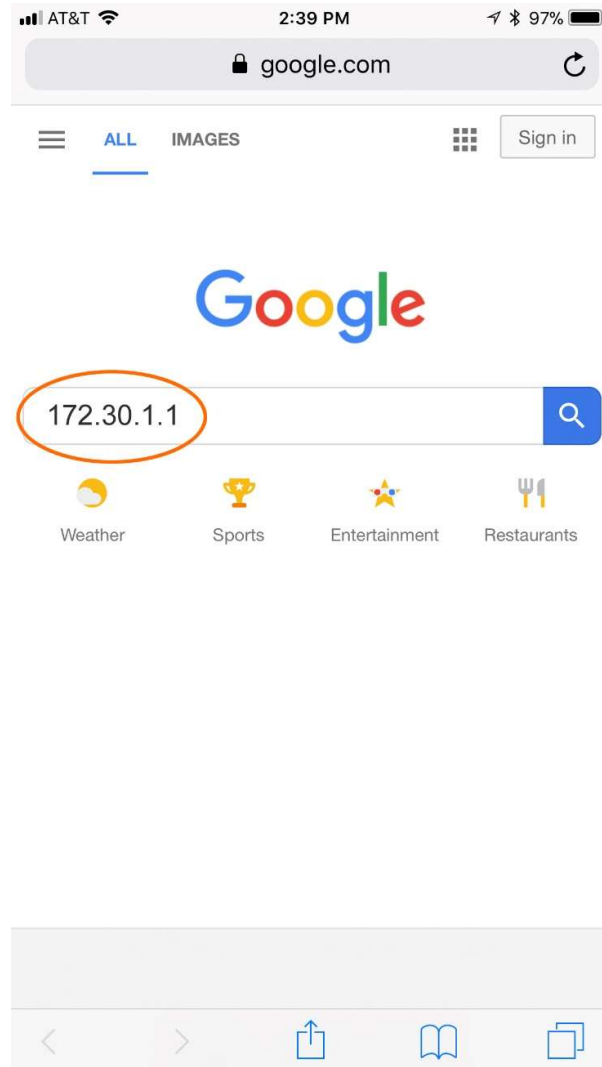 AT&T 2:39 PM 97%
google.com
ALL IMAGES Sign in
Google
172.30.1.1
Weather Sports Entertainment Restaurants